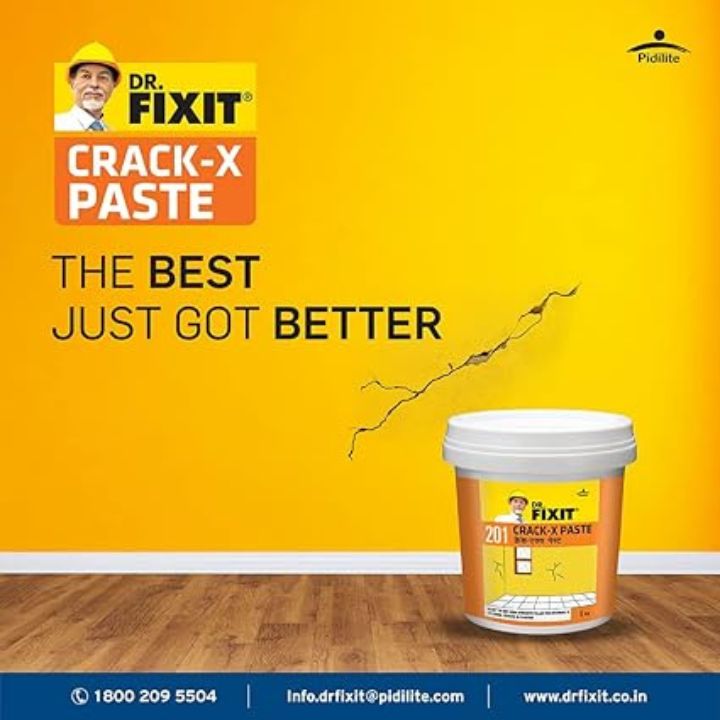 Pidilite
DR.
FIXIT®
CRACK-X
PASTE
THE BEST
JUST GOT BETTER
DR.
FIXIT
201 CRACK-X PASTE
क्रैक-एक्स पेस्ट
1800 209 5504
Info.drfixit@pidilite.com
www.drfixit.co.in